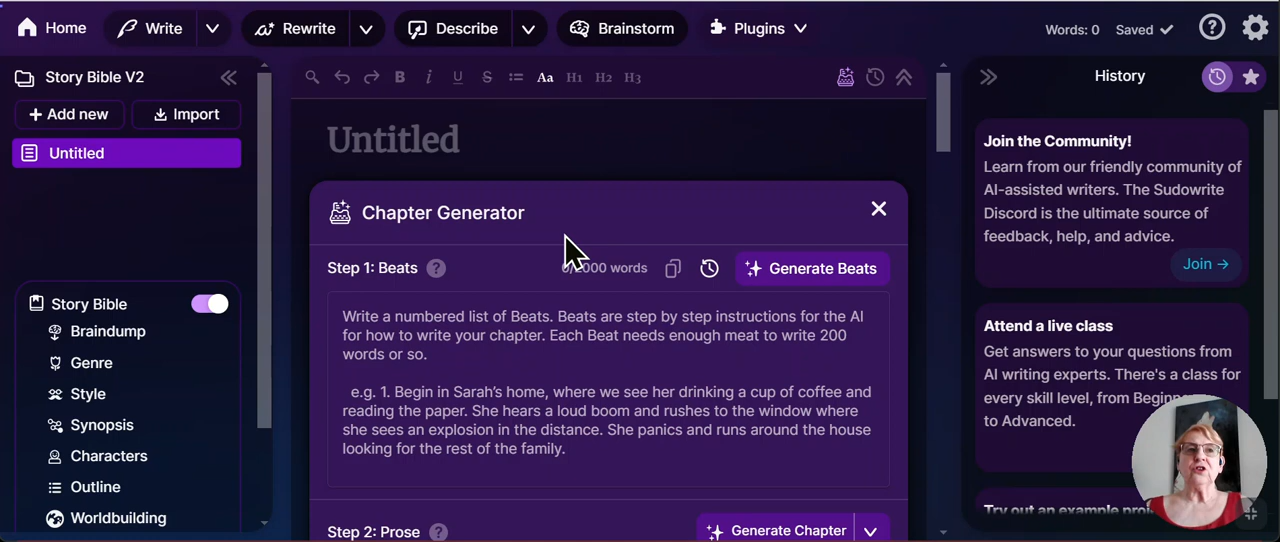 Home
Write
Rewrite
Describe
Brainstorm
Plugins
Words: 0
Saved
?
Story Bible V2
+ Add new
Import
Untitled
Story Bible
Braindump
Genre
Style
Synopsis
Characters
Outline
Worldbuilding
B
i
U
S
Aa
H1
H2
H3
Untitled
Chapter Generator
Step 1: Beats
?
000 words
Generate Beats
Write a numbered list of Beats. Beats are step by step instructions for the AI
for how to write your chapter. Each Beat needs enough meat to write 200
words or so.
e.g. 1. Begin in Sarah's home, where we see her drinking a cup of coffee and
reading the paper. She hears a loud boom and rushes to the window where
she sees an explosion in the distance. She panics and runs around the house
looking for the rest of the family.
Step 2: Prose
?
Generate Chapter
History
Join the Community!
Learn from our friendly community of
AI-assisted writers. The Sudowrite
Discord is the ultimate source of
feedback, help, and advice.
Join →
Attend a live class
Get answers to your questions from
AI writing experts. There's a class for
every skill level, from
to Advanced.
Try out an example